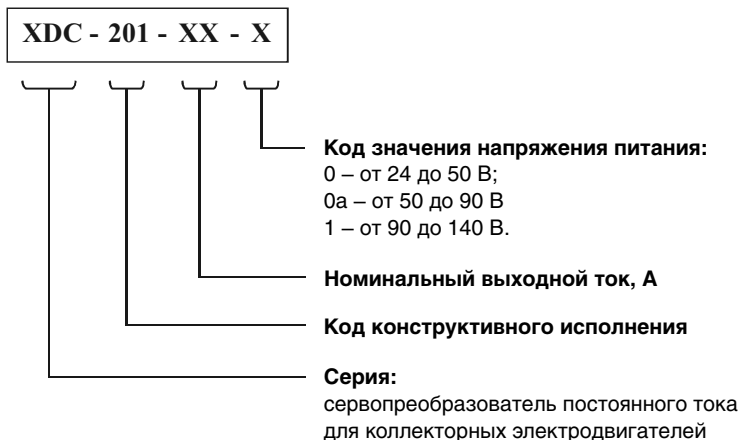 XDC - 201 - XX - X
Код значения напряжения питания:
0 – от 24 до 50 В;
0а – от 50 до 90 В
1 – от 90 до 140 В.
Номинальный выходной ток, А
Код конструктивного исполнения
Серия:
сервопреобразователь постоянного тока
для коллекторных электродвигателей